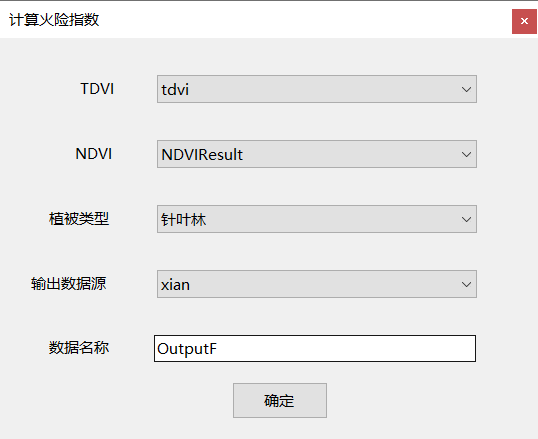 计算火险指数
TDVI tdvi
NDVI NDVIResult
植被类型 针叶林
输出数据源 xian
数据名称 OutputF
确定